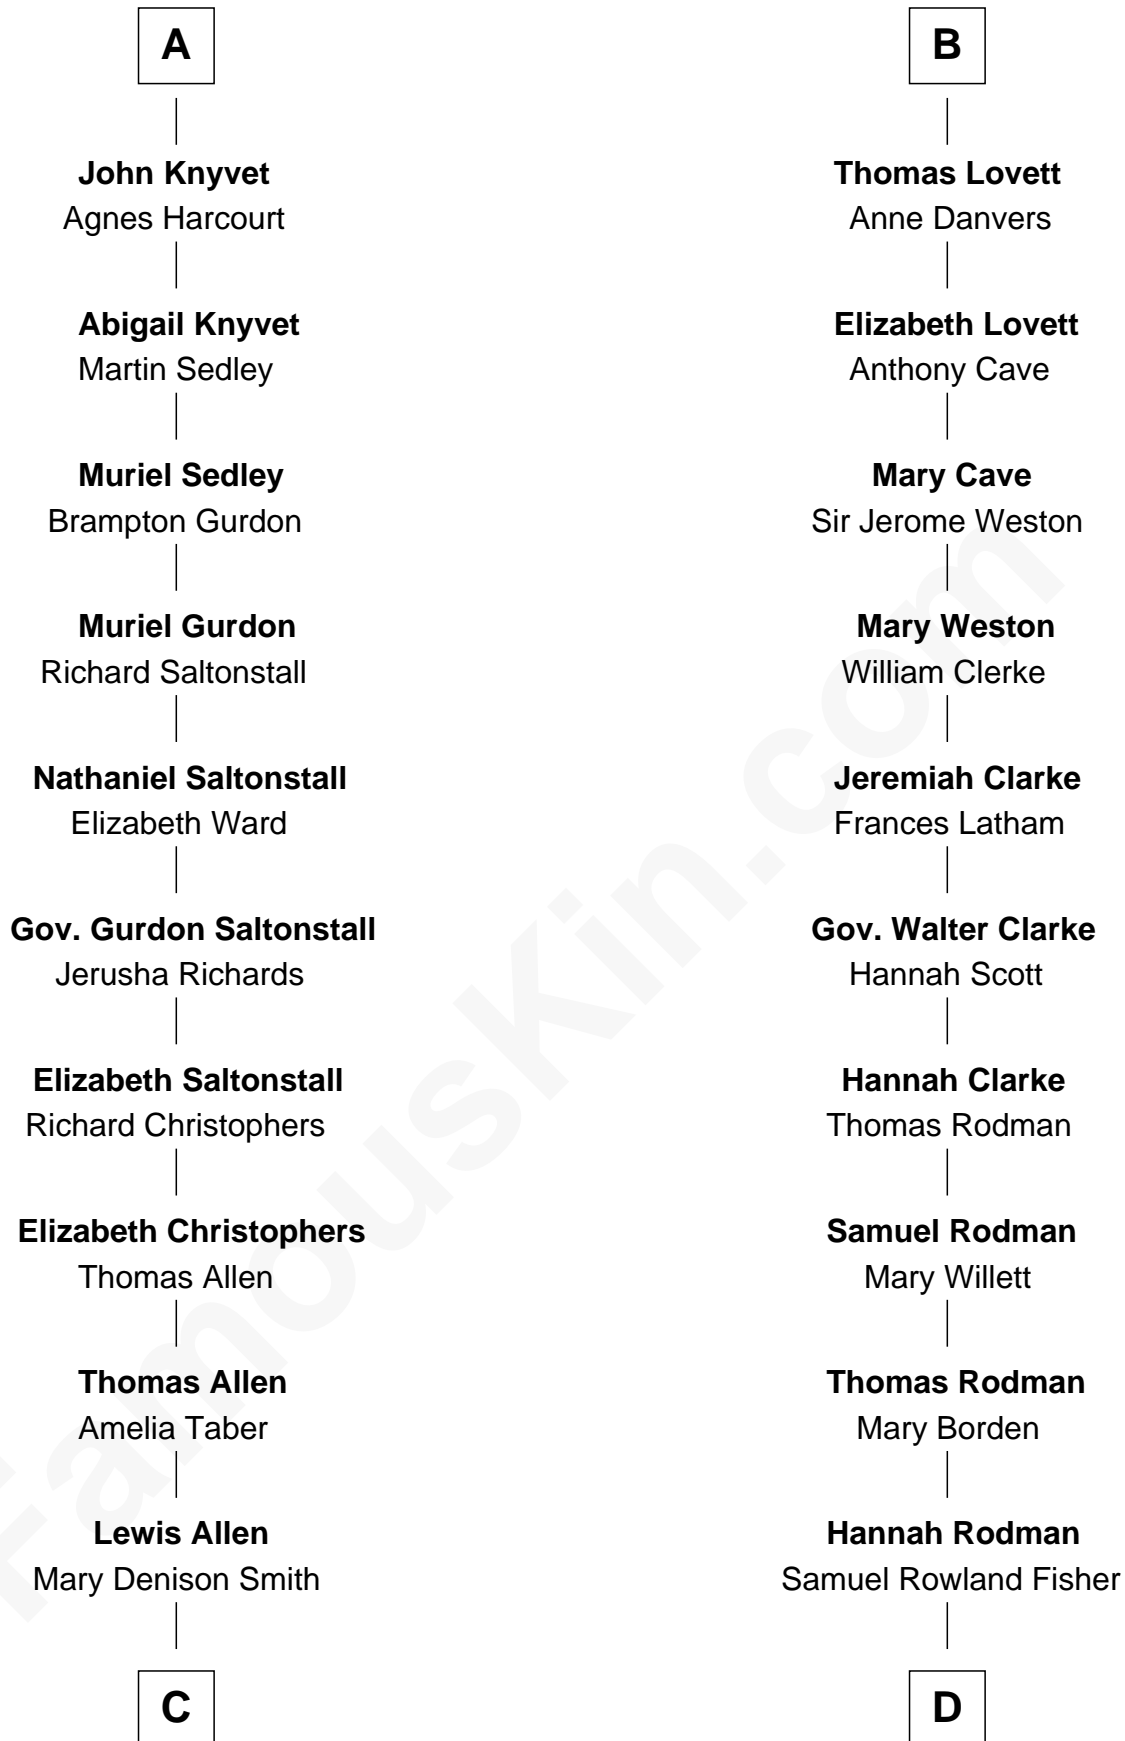 A
John Knyvet
Agnes Harcourt
Abigail Knyvet
Martin Sedley
Muriel Sedley
Brampton Gurdon
Muriel Gurdon
Richard Saltonstall
Nathaniel Saltonstall
Elizabeth Ward
Gov. Gurdon Saltonstall
Jerusha Richards
Elizabeth Saltonstall
Richard Christophers
Elizabeth Christophers
Thomas Allen
Thomas Allen
Amelia Taber
Lewis Allen
Mary Denison Smith
C
B
Thomas Lovett
Anne Danvers
Elizabeth Lovett
Anthony Cave
Mary Cave
Sir Jerome Weston
Mary Weston
William Clerke
Jeremiah Clarke
Frances Latham
Gov. Walter Clarke
Hannah Scott
Hannah Clarke
Thomas Rodman
Samuel Rodman
Mary Willett
Thomas Rodman
Mary Borden
Hannah Rodman
Samuel Rowland Fisher
D
FamousKin.com